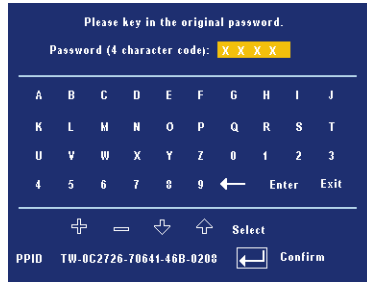 Please key in the original password.
Password (4 character code): X X X X
A B C D E F G H I J
K L M N O P Q R S T
U V W X Y Z 0 1 2 3
4 5 6 7 8 9 ← Enter Exit
+ − Select
PPID TW-0C2726-70641-46B-0208 Confirm